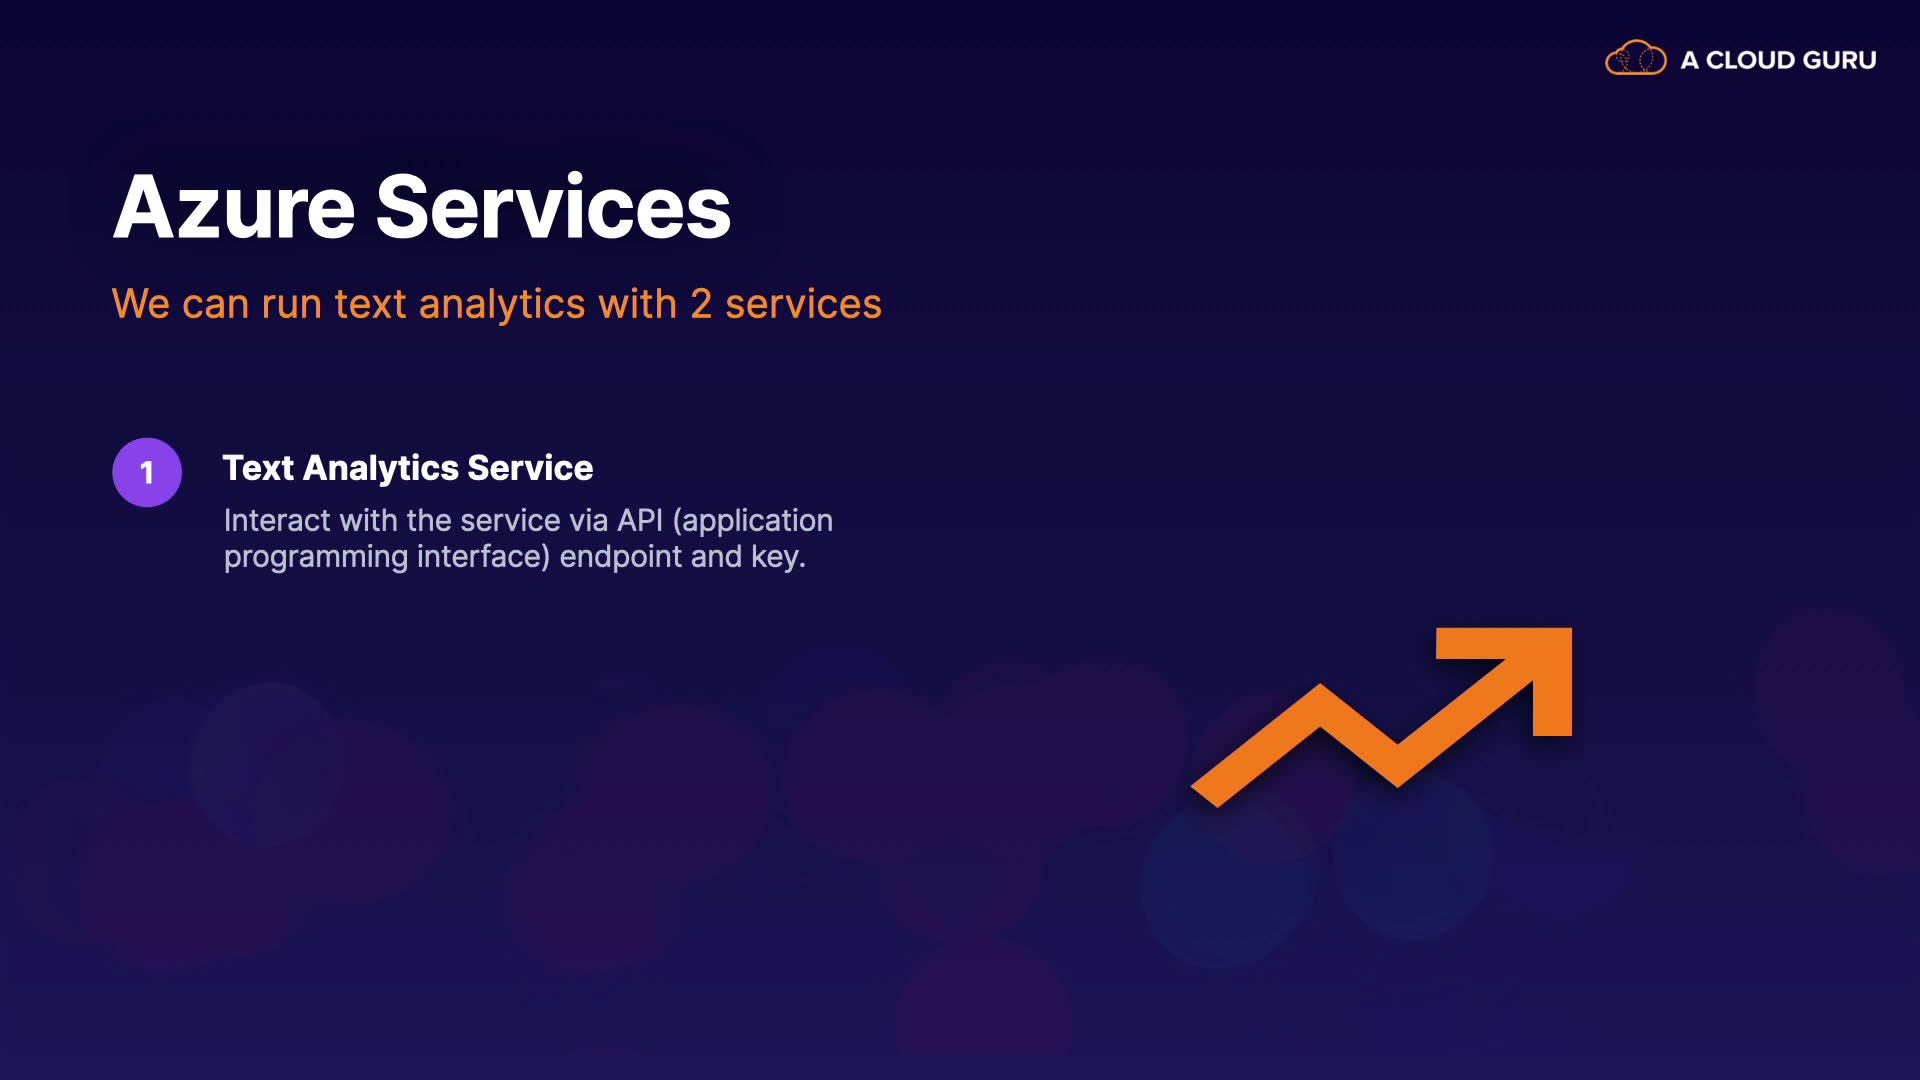 A CLOUD GURU
Azure Services
We can run text analytics with 2 services
1
Text Analytics Service
Interact with the service via API (application
programming interface) endpoint and key.